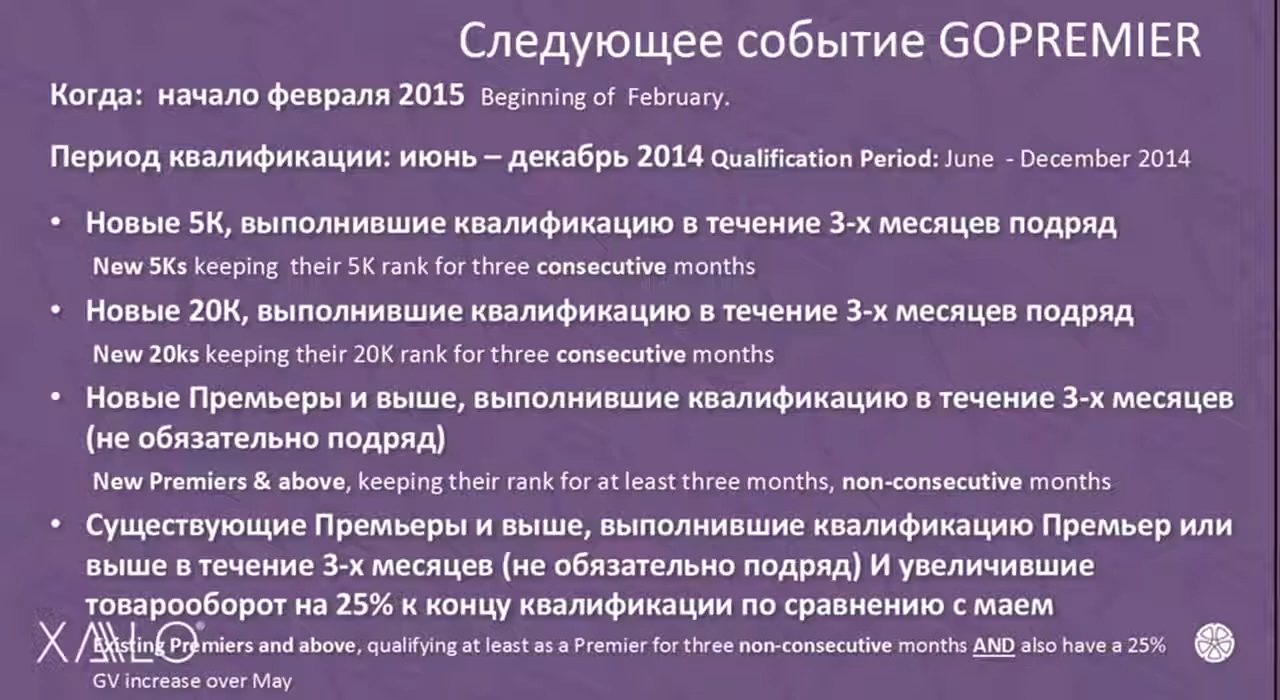 Следующее событие GOPREMIER
Когда: начало февраля 2015 Beginning of February.
Период квалификации: июнь – декабрь 2014 Qualification Period: June - December 2014
• Новые 5К, выполнившие квалификацию в течение 3-х месяцев подряд
New 5Ks keeping their 5K rank for three consecutive months
• Новые 20К, выполнившие квалификацию в течение 3-х месяцев подряд
New 20ks keeping their 20K rank for three consecutive months
• Новые Премьеры и выше, выполнившие квалификацию в течение 3-х месяцев
(не обязательно подряд)
New Premiers & above, keeping their rank for at least three months, non-consecutive months
• Существующие Премьеры и выше, выполнившие квалификацию Премьер или
выше в течение 3-х месяцев (не обязательно подряд) И увеличившие
товарооборот на 25% к концу квалификации по сравнению с маем
Existing Premiers and above, qualifying at least as a Premier for three non-consecutive months AND also have a 25%
GV increase over May